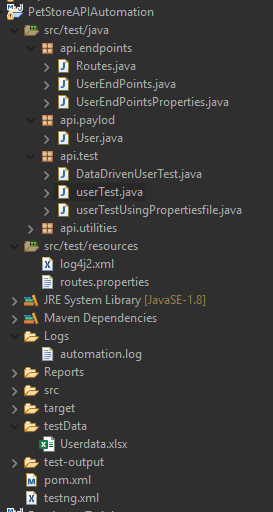 PetStoreAPIAutomation
src/test/java
api.endpoints
Routes.java
UserEndPoints.java
UserEndPointsProperties.java
api.paylod
User.java
api.test
DataDrivenUserTest.java
userTest.java
userTestUsingPropertiesfile.java
api.utilities
src/test/resources
log4j2.xml
routes.properties
JRE System Library [JavaSE-1.8]
Maven Dependencies
Logs
automation.log
Reports
src
target
testData
Userdata.xlsx
test-output
pom.xml
testng.xml